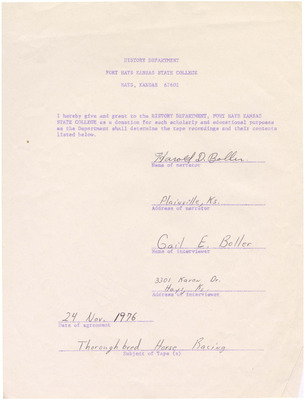 HISTORY DEPARTMENT
FORT HAYS KANSAS STATE COLLEGE
HAYS, KANSAS 67601
I hereby give and grant to the HISTORY DEPARTMENT, FORT HAYS KANSAS
STATE COLLEGE as a donation for such scholarly and educational purposes
as the Department shall determine the tape recordings and their contents
listed below.
Harold D. Boller
Name of narrator
Plainville, Ks.
Address of narrator
Gail E. Boller
Name of interviewer
3301 Karen Dr.
Hays, Ks.
Address of interviewer
24 Nov. 1976
Date of agreement
Thoroughbred Horse Racing
Subject of Tape(s)